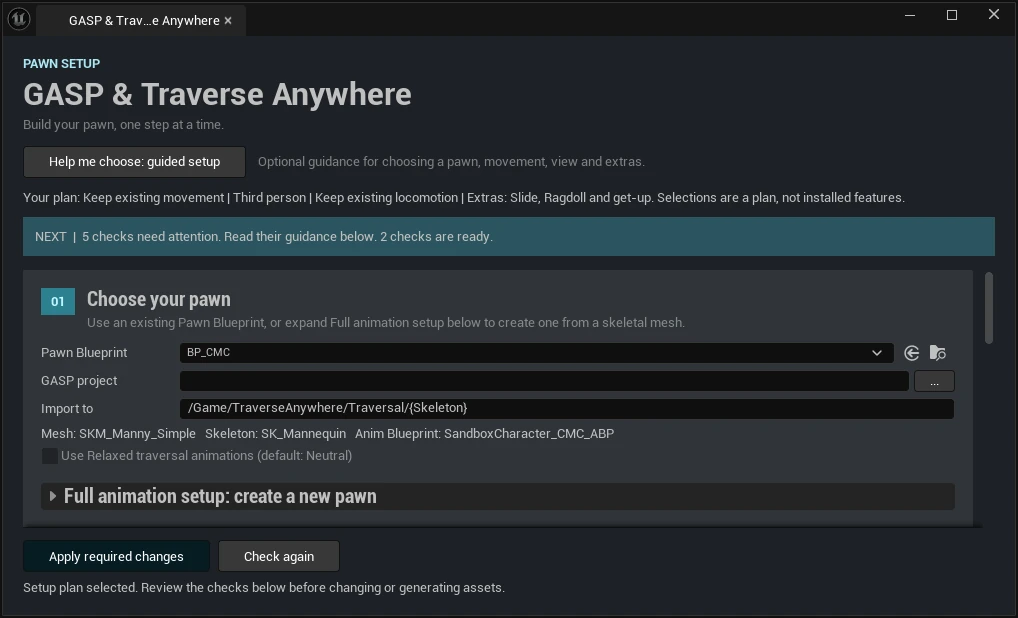 GASP & Trav...e Anywhere ×
PAWN SETUP
GASP & Traverse Anywhere
Build your pawn, one step at a time.
Help me choose: guided setup
Optional guidance for choosing a pawn, movement, view and extras.
Your plan: Keep existing movement | Third person | Keep existing locomotion | Extras: Slide, Ragdoll and get-up. Selections are a plan, not installed features.
NEXT | 5 checks need attention. Read their guidance below. 2 checks are ready.
01 Choose your pawn
Use an existing Pawn Blueprint, or expand Full animation setup below to create one from a skeletal mesh.
Pawn Blueprint BP_CMC
GASP project ...
Import to /Game/TraverseAnywhere/Traversal/{Skeleton}
Mesh: SKM_Manny_Simple Skeleton: SK_Mannequin Anim Blueprint: SandboxCharacter_CMC_ABP
Use Relaxed traversal animations (default: Neutral)
Full animation setup: create a new pawn
Apply required changes Check again
Setup plan selected. Review the checks below before changing or generating assets.